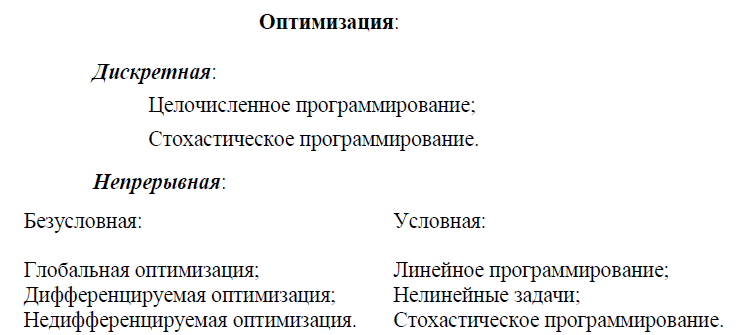 Оптимизация:
Дискретная:
Целочисленное программирование;
Стохастическое программирование.
Непрерывная:
Безусловная:
Глобальная оптимизация;
Дифференцируемая оптимизация;
Недифференцируемая оптимизация.
Условная:
Линейное программирование;
Нелинейные задачи;
Стохастическое программирование.